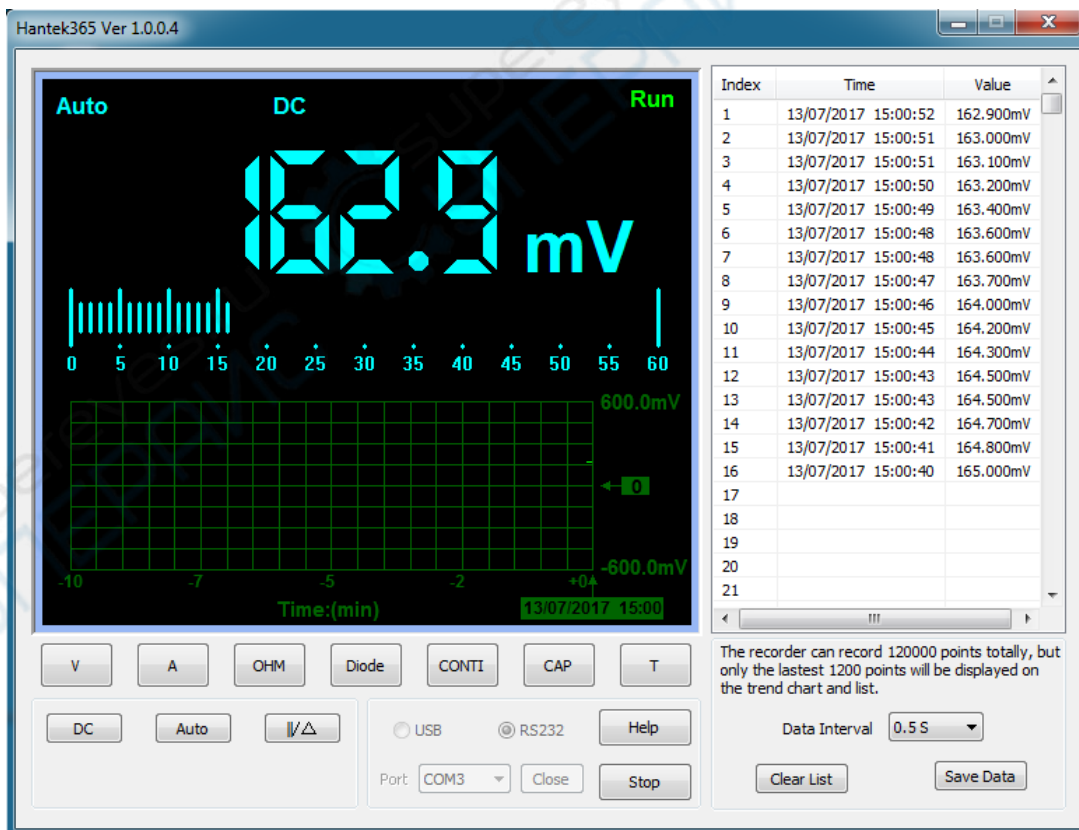 Hantek365 Ver 1.0.0.4
Auto DC Run
162.9 mV
0 5 10 15 20 25 30 35 40 45 50 55 60
600.0mV
0
-600.0mV
-10 -7 -5 -2 +0
Time:(min) 13/07/2017 15:00
Index Time Value
1 13/07/2017 15:00:52 162.900mV
2 13/07/2017 15:00:51 163.000mV
3 13/07/2017 15:00:51 163.100mV
4 13/07/2017 15:00:50 163.200mV
5 13/07/2017 15:00:49 163.400mV
6 13/07/2017 15:00:48 163.600mV
7 13/07/2017 15:00:48 163.600mV
8 13/07/2017 15:00:47 163.700mV
9 13/07/2017 15:00:46 164.000mV
10 13/07/2017 15:00:45 164.200mV
11 13/07/2017 15:00:44 164.300mV
12 13/07/2017 15:00:43 164.500mV
13 13/07/2017 15:00:43 164.500mV
14 13/07/2017 15:00:42 164.700mV
15 13/07/2017 15:00:41 164.800mV
16 13/07/2017 15:00:40 165.000mV
17
18
19
20
21
V A OHM Diode CONTI CAP T
DC Auto ||/△
USB RS232 Help
Port COM3 Close Stop
The recorder can record 120000 points totally, but
only the lastest 1200 points will be displayed on
the trend chart and list.
Data Interval 0.5 S
Clear List Save Data